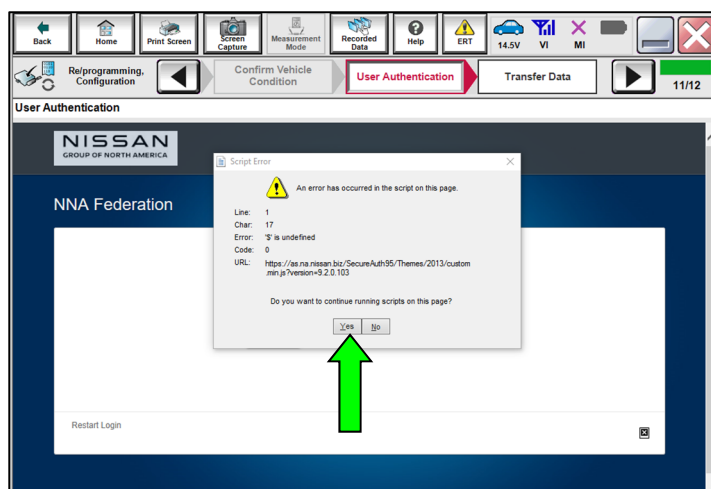 Back
Home
Print Screen
Screen
Capture
Measurement
Mode
Recorded
Data
Help
ERT
14.5V
VI
MI
Re/programming,
Configuration
Confirm Vehicle
Condition
User Authentication
Transfer Data
11/12
User Authentication
NISSAN
GROUP OF NORTH AMERICA
NNA Federation
Script Error
An error has occurred in the script on this page.
Line: 1
Char: 17
Error: '$' is undefined
Code: 0
URL: https://as.na.nissan.biz/SecureAuth95/Themes/2013/custom
.min.js?version=9.2.0.103
Do you want to continue running scripts on this page?
Yes No
Restart Login